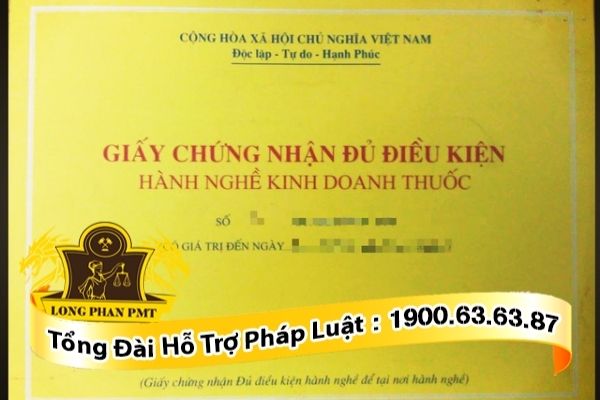 CỘNG HÒA XÃ HỘI CHỦ NGHĨA VIỆT NAM
Độc lập - Tự do - Hạnh Phúc
GIẤY CHỨNG NHẬN ĐỦ ĐIỀU KIỆN
HÀNH NGHỀ KINH DOANH THUỐC
SỐ
GIÁ TRỊ ĐẾN NGÀY
LONG PHAN PMT
Tổng Đài Hỗ Trợ Pháp Luật : 1900.63.63.87
(Giấy chứng nhận Đủ điều kiện hành nghề để tại nơi hành nghề)